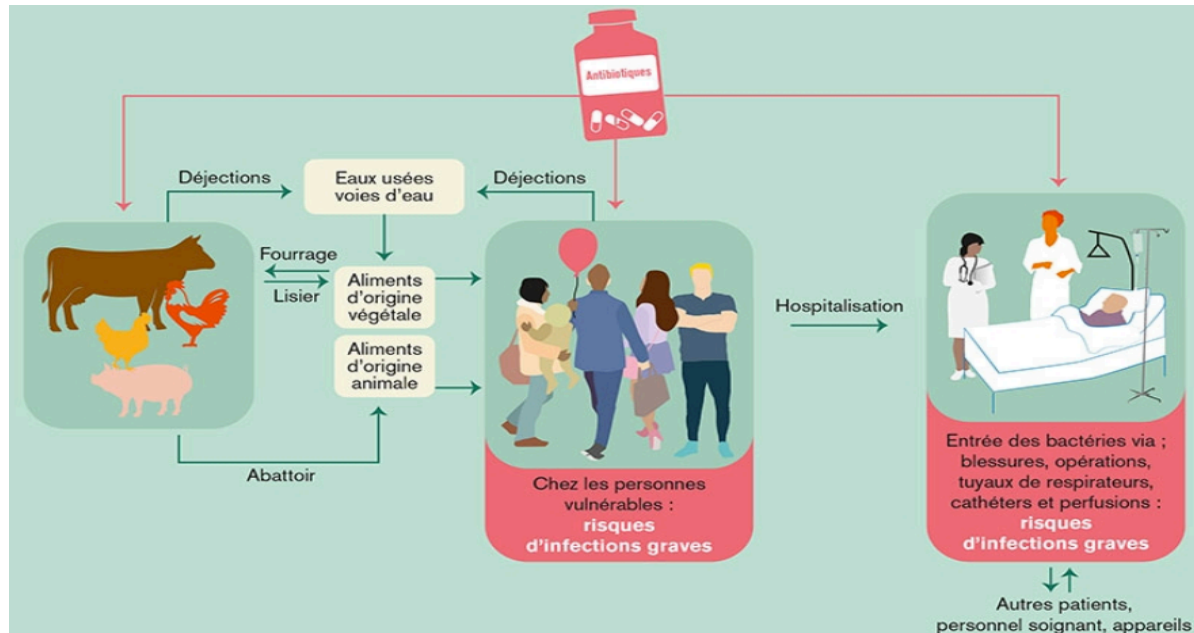 Antibiotiques
Déjections
Eaux usées
voies d'eau
Déjections
Fourrage
Lisier
Aliments
d'origine
végétale
Aliments
d'origine
animale
Abattoir
Hospitalisation
Chez les personnes
vulnérables :
risques
d'infections graves
Entrée des bactéries via ;
blessures, opérations,
tuyaux de respirateurs,
cathéters et perfusions :
risques
d'infections graves
Autres patients,
personnel soignant, appareils